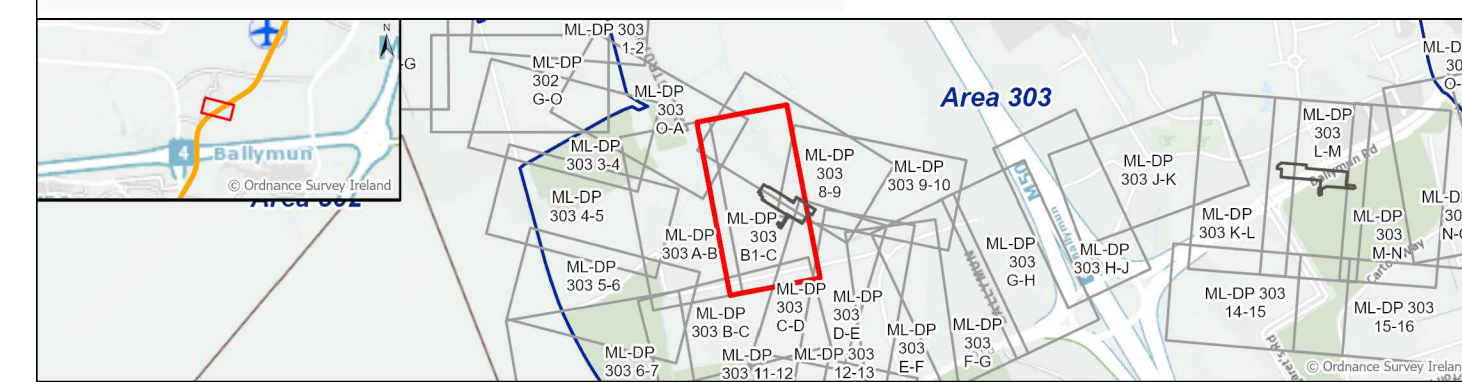 N
4
Ballymun
© Ordnance Survey Ireland
-G
ML-DP 303
1-2
ML-DP
302
G-O
ML-DP
303
O-A
ML-DP
303 3-4
ML-DP
303 4-5
ML-DP
303 5-6
ML-DP
303 6-7
ML-DP
303 A-B
ML-DP
303
B1-C
ML-DP
303
8-9
ML-DP
303 9-10
Area 303
M50
Ballymun
ML-DP
303 B-C
ML-DP
303
C-D
ML-DP
303
D-E
ML-DP
303
E-F
ML-DP
303
F-G
ML-DP
303
G-H
ML-DP
303 H-J
ML-DP
303 J-K
ML-DP
303 K-L
ML-DP
303
L-M
Ballymun Rd
ML-DP
303
M-N
ML-DP 303
14-15
ML-DP 303
15-16
ML-DP
303 11-12
ML-DP 303
12-13
© Ordnance Survey Irelan